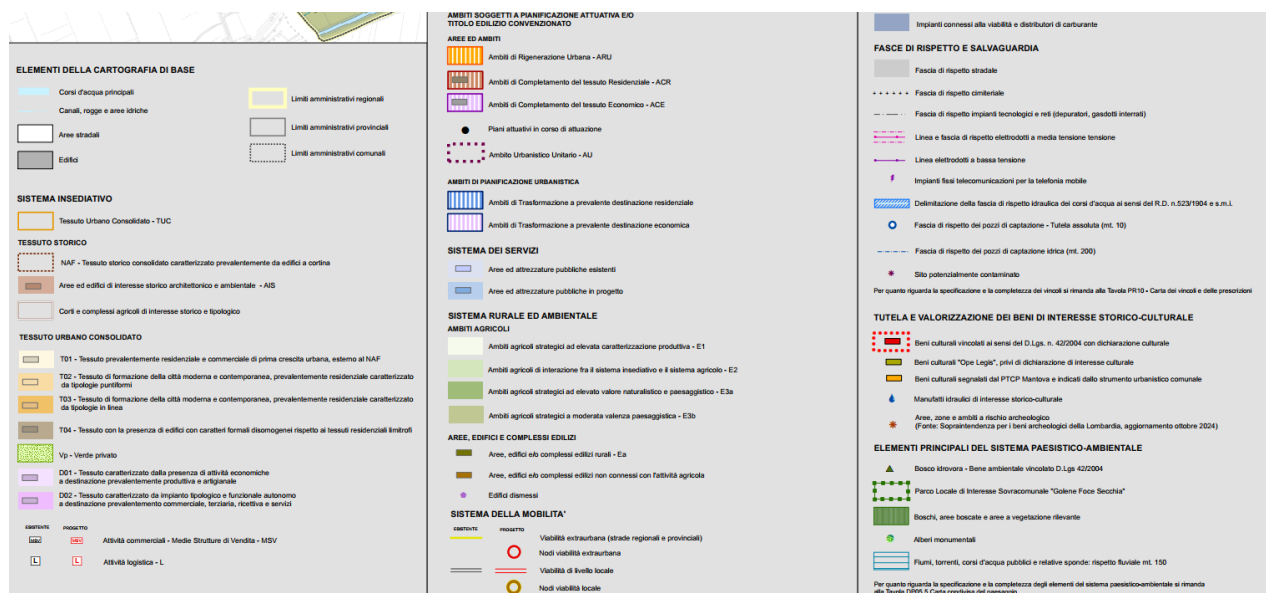 ELEMENTI DELLA CARTOGRAFIA DI BASE
Corsi d'acqua principali
Canali, rogge e aree idriche
Aree stradali
Edifici
Limiti amministrativi regionali
Limiti amministrativi provinciali
Limiti amministrativi comunali
SISTEMA INSEDIATIVO
Tessuto Urbano Consolidato - TUC
TESSUTO STORICO
NAF - Tessuto storico consolidato caratterizzato prevalentemente da edifici a cortina
Aree ed edifici di interesse storico architettonico e ambientale - AIS
Corti e complessi agricoli di interesse storico e tipologico
TESSUTO URBANO CONSOLIDATO
T01 - Tessuto prevalentemente residenziale e commerciale di prima crescita urbana, esterno al NAF
T02 - Tessuto di formazione della città moderna e contemporanea, prevalentemente residenziale caratterizzato
da tipologie puntiformi
T03 - Tessuto di formazione della città moderna e contemporanea, prevalentemente residenziale caratterizzato
da tipologie in linea
T04 - Tessuto con la presenza di edifici con caratteri formali disomogenei rispetto ai tessuti residenziali limitrofi
Vp - Verde privato
D01 - Tessuto caratterizzato dalla presenza di attività economiche
a destinazione prevalentemente produttiva e artigianale
D02 - Tessuto caratterizzato da impianto tipologico e funzionale autonomo
a destinazione prevalentemento commerciale, terziaria, ricettiva e servizi
ESISTENTE PROGETTO
MSV MSV Attività commerciali - Medie Strutture di Vendita - MSV
L L Attività logistica - L
AMBITI SOGGETTI A PIANIFICAZIONE ATTUATIVA E/O
TITOLO EDILIZIO CONVENZIONATO
AREE ED AMBITI
Ambiti di Rigenerazione Urbana - ARU
Ambiti di Completamento del tessuto Residenziale - ACR
Ambiti di Completamento del tessuto Economico - ACE
Piani attuativi in corso di attuazione
Ambito Urbanistico Unitario - AU
AMBITI DI PIANIFICAZIONE URBANISTICA
Ambiti di Trasformazione a prevalente destinazione residenziale
Ambiti di Trasformazione a prevalente destinazione economica
SISTEMA DEI SERVIZI
Aree ed attrezzature pubbliche esistenti
Aree ed attrezzature pubbliche in progetto
SISTEMA RURALE ED AMBIENTALE
AMBITI AGRICOLI
Ambiti agricoli strategici ad elevata caratterizzazione produttiva - E1
Ambiti agricoli di interazione fra il sistema insediativo e il sistema agricolo - E2
Ambiti agricoli strategici ad elevato valore naturalistico e paesaggistico - E3a
Ambiti agricoli strategici a moderata valenza paesaggistica - E3b
AREE, EDIFICI E COMPLESSI EDILIZI
Aree, edifici e/o complessi edilizi rurali - Ea
Aree, edifici e/o complessi edilizi non connessi con l'attività agricola
Edifici dismessi
SISTEMA DELLA MOBILITA'
ESISTENTE PROGETTO
Viabilità extraurbana (strade regionali e provinciali)
Nodi viabilità extraurbana
Viabilità di livello locale
Nodi viabilità locale
Impianti connessi alla viabilità e distributori di carburante
FASCE DI RISPETTO E SALVAGUARDIA
Fascia di rispetto stradale
Fascia di rispetto cimiteriale
Fascia di rispetto impianti tecnologici e reti (depuratori, gasdotti interrati)
Linea e fascia di rispetto elettrodotti a media tensione tensione
Linea elettrodotti a bassa tensione
Impianti fissi telecomunicazioni per la telefonia mobile
Delimitazione della fascia di rispetto idraulica dei corsi d'acqua ai sensi del R.D. n.523/1904 e s.m.i.
Fascia di rispetto dei pozzi di captazione - Tutela assoluta (mt. 10)
Fascia di rispetto dei pozzi di captazione idrica (mt. 200)
Sito potenzialmente contaminato
Per quanto riguarda la specificazione e la completezza dei vincoli si rimanda alla Tavola PR10 - Carta dei vincoli e delle prescrizioni
TUTELA E VALORIZZAZIONE DEI BENI DI INTERESSE STORICO-CULTURALE
Beni culturali vincolati ai sensi del D.Lgs. n. 42/2004 con dichiarazione culturale
Beni culturali "Ope Legis", privi di dichiarazione di interesse culturale
Beni culturali segnalati dal PTCP Mantova e indicati dallo strumento urbanistico comunale
Manufatti idraulici di interesse storico-culturale
Aree, zone e ambiti a rischio archeologico
(Fonte: Sopraintendenza per i beni archeologici della Lombardia, aggiornamento ottobre 2024)
ELEMENTI PRINCIPALI DEL SISTEMA PAESISTICO-AMBIENTALE
Bosco idrovora - Bene ambientale vincolato D.Lgs 42/2004
Parco Locale di Interesse Sovracomunale "Golene Foce Secchia"
Boschi, aree boscate e aree a vegetazione rilevante
Alberi monumentali
Fiumi, torrenti, corsi d'acqua pubblici e relative sponde: rispetto fluviale mt. 150
Per quanto riguarda la specificazione e la completezza degli elementi del sistema paesistico-ambientale si rimanda
alla Tavola DP05.5 Carta condivisa del paesaggio